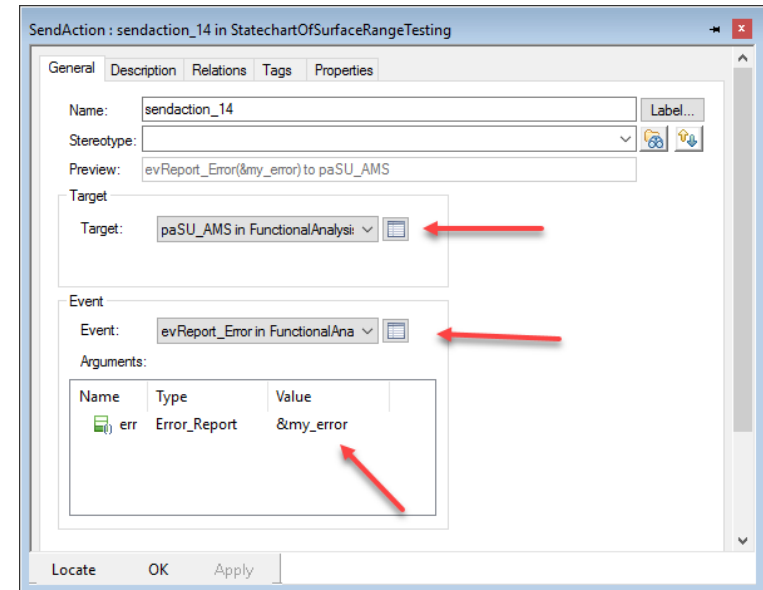 SendAction : sendaction_14 in StatechartOfSurfaceRangeTesting x
General Description Relations Tags Properties
Name: sendaction_14 Label...
Stereotype:
Preview: evReport_Error(&my_error) to paSU_AMS
Target
Target: paSU_AMS in FunctionalAnalysi:
Event
Event: evReport_Error in FunctionalAna
Arguments:
Name Type Value
err Error_Report &my_error
Locate OK Apply